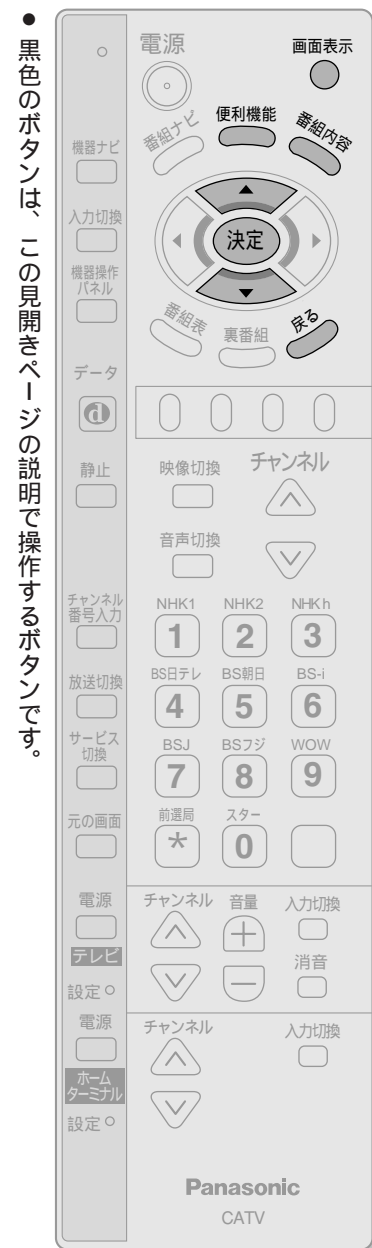 ● 黒色のボタンは、この見開きページの説明で操作するボタンです。
電源
画面表示
番組ナビ
便利機能
番組内容
機器ナビ
入力切換
決定
機器操作
パネル
番組表
裏番組
戻る
データ
d
静止
映像切換
チャンネル
音声切換
チャンネル
番号入力
NHK1
NHK2
NHK h
1
2
3
放送切換
BS日テレ
BS朝日
BS-i
4
5
6
サービス
切換
BSJ
BSフジ
WOW
7
8
9
元の画面
前選局
スター
*
0
電源
テレビ
設定
チャンネル
音量
入力切換
+
消音
−
電源
ホーム
ターミナル
設定
チャンネル
入力切換
Panasonic
CATV